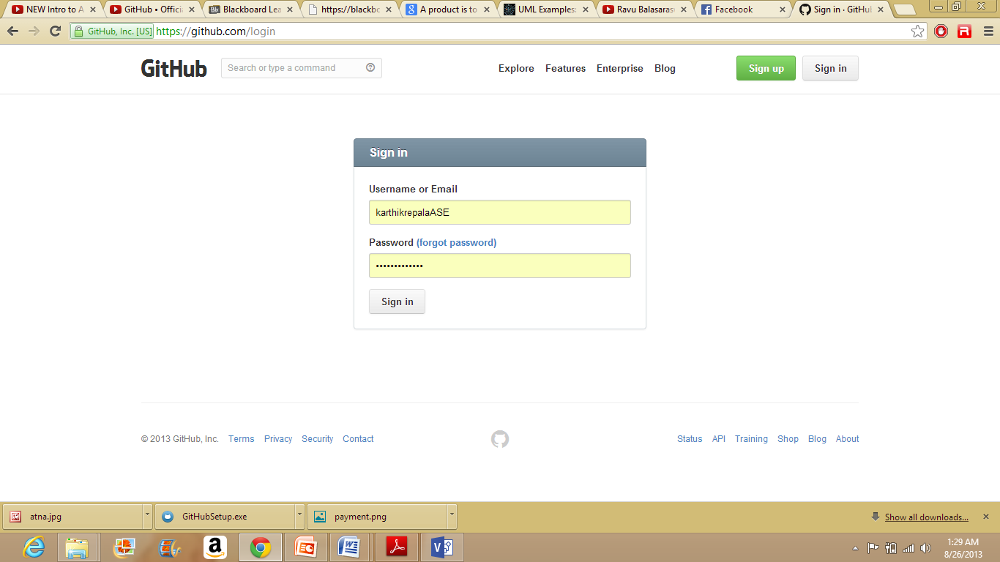 NEW Intro to A
GitHub • Offici
Blackboard Lea
https://blackbo
A product is to
UML Examples:
Ravu Balasaras
Facebook
Sign in · GitHub
GitHub, Inc. [US] https://github.com/login
GitHub Search or type a command Explore Features Enterprise Blog Sign up Sign in
Sign in
Username or Email
karthikrepalaASE
Password (forgot password)
•••••••••••••
Sign in
© 2013 GitHub, Inc. Terms Privacy Security Contact Status API Training Shop Blog About
atna.jpg GitHubSetup.exe payment.png Show all downloads...
1:29 AM
8/26/2013